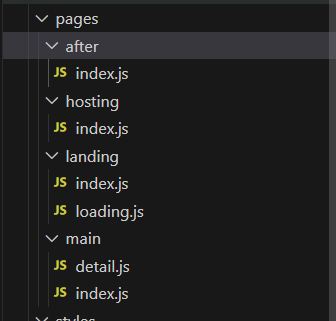 pages
after
JS index.js
hosting
JS index.js
landing
JS index.js
JS loading.js
main
JS detail.js
JS index.js
styles